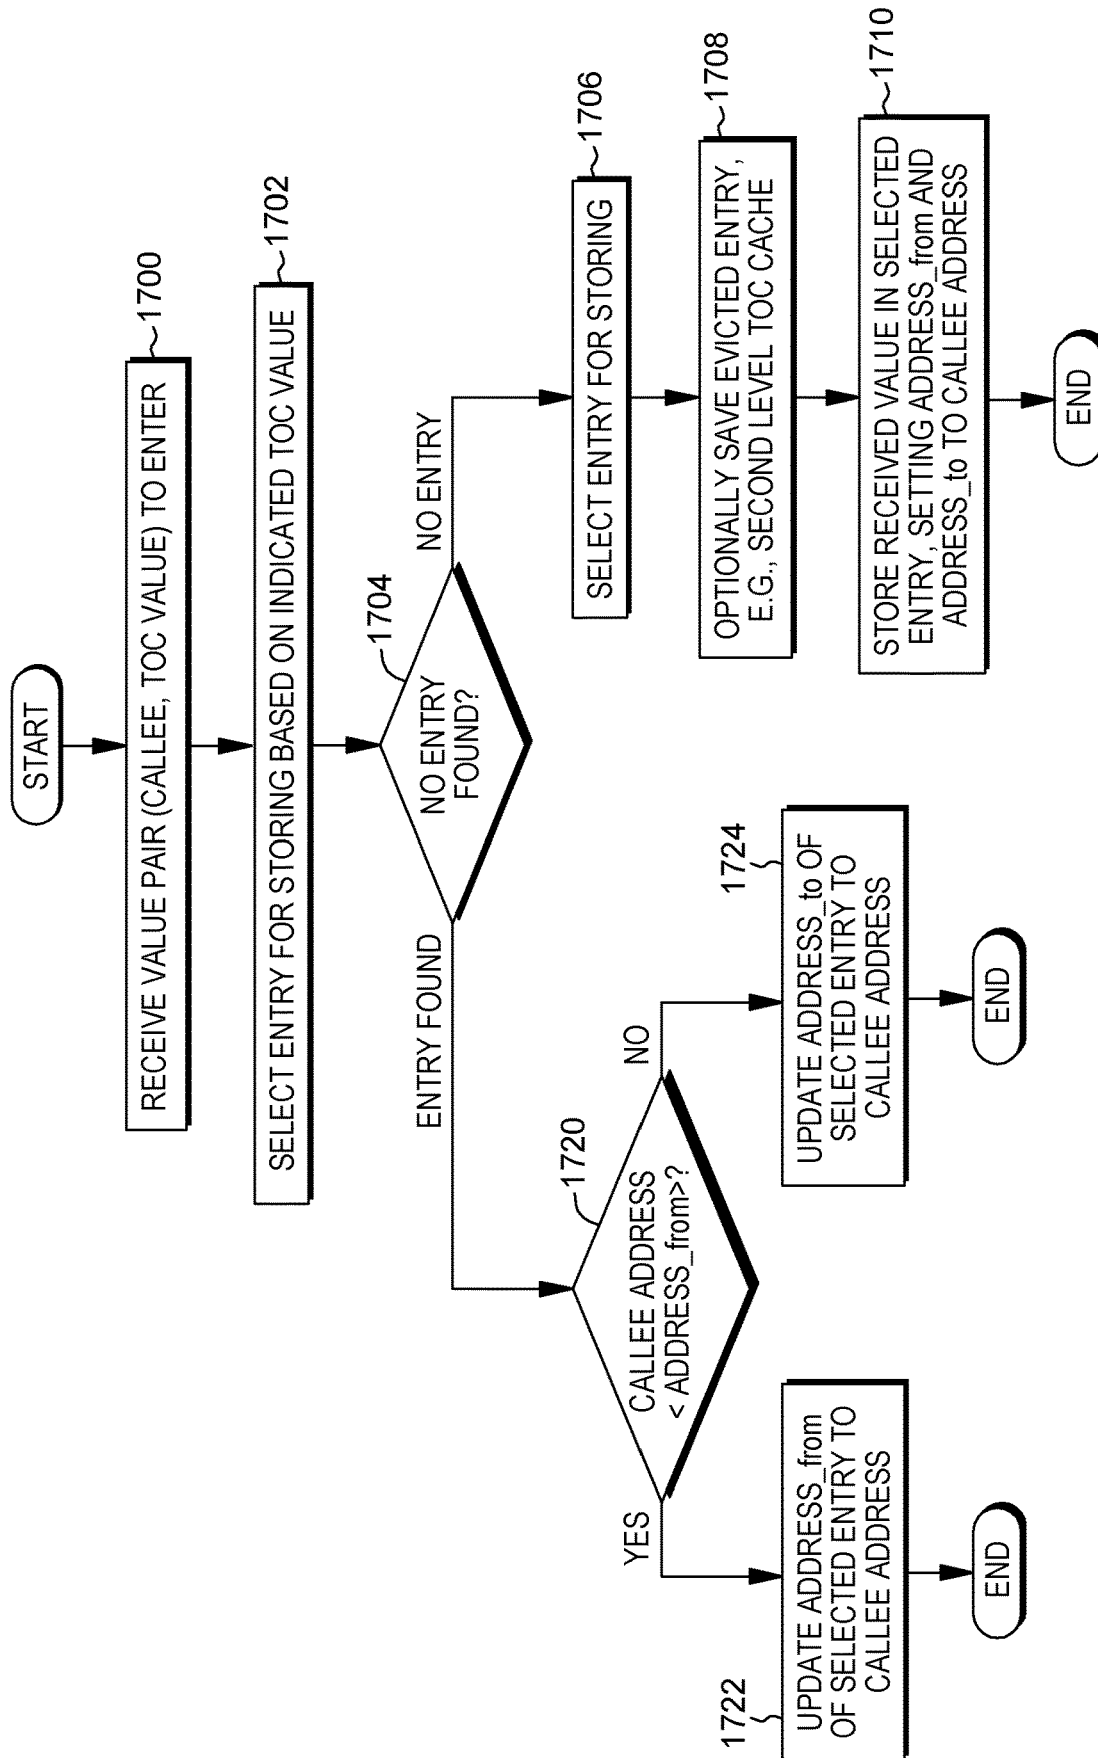 START
RECEIVE VALUE PAIR (CALLEE, TOC VALUE) TO ENTER
1700
SELECT ENTRY FOR STORING BASED ON INDICATED TOC VALUE
1702
NO ENTRY
FOUND?
1704
ENTRY FOUND
NO ENTRY
CALLEE ADDRESS
< ADDRESS_from>?
1720
YES
NO
1722
UPDATE ADDRESS_from
OF SELECTED ENTRY TO
CALLEE ADDRESS
END
1724
UPDATE ADDRESS_to OF
SELECTED ENTRY TO
CALLEE ADDRESS
END
SELECT ENTRY FOR STORING
1706
OPTIONALLY SAVE EVICTED ENTRY,
E.G., SECOND LEVEL TOC CACHE
1708
STORE RECEIVED VALUE IN SELECTED
ENTRY, SETTING ADDRESS_from AND
ADDRESS_to TO CALLEE ADDRESS
1710
END